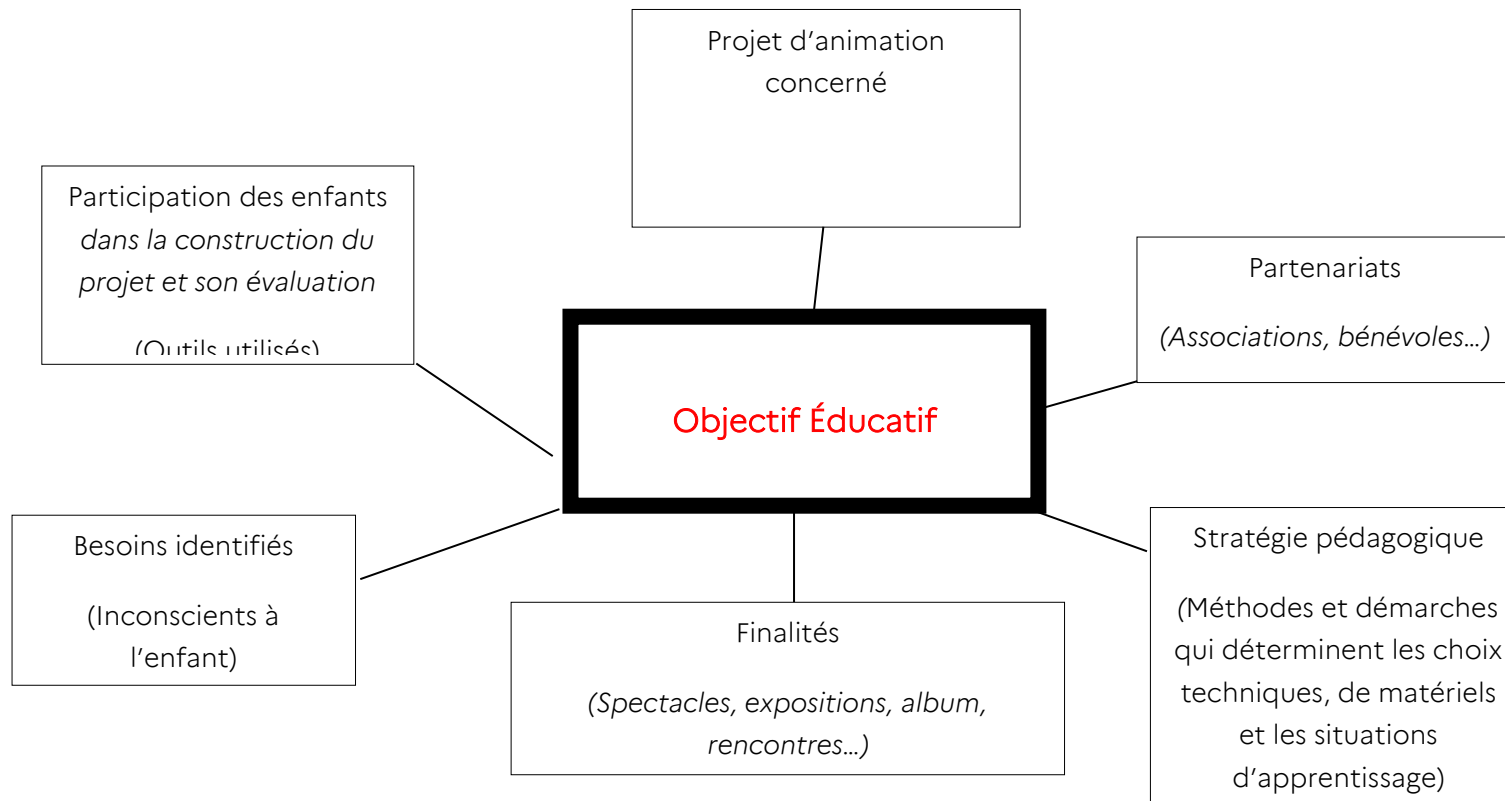 Projet d’animation
concerné
Participation des enfants
dans la construction du
projet et son évaluation
(Outils utilisés)
Partenariats
(Associations, bénévoles…)
Objectif Éducatif
Besoins identifiés
(Inconscients à
l’enfant)
Finalités
(Spectacles, expositions, album,
rencontres…)
Stratégie pédagogique
(Méthodes et démarches
qui déterminent les choix
techniques, de matériels
et les situations
d’apprentissage)